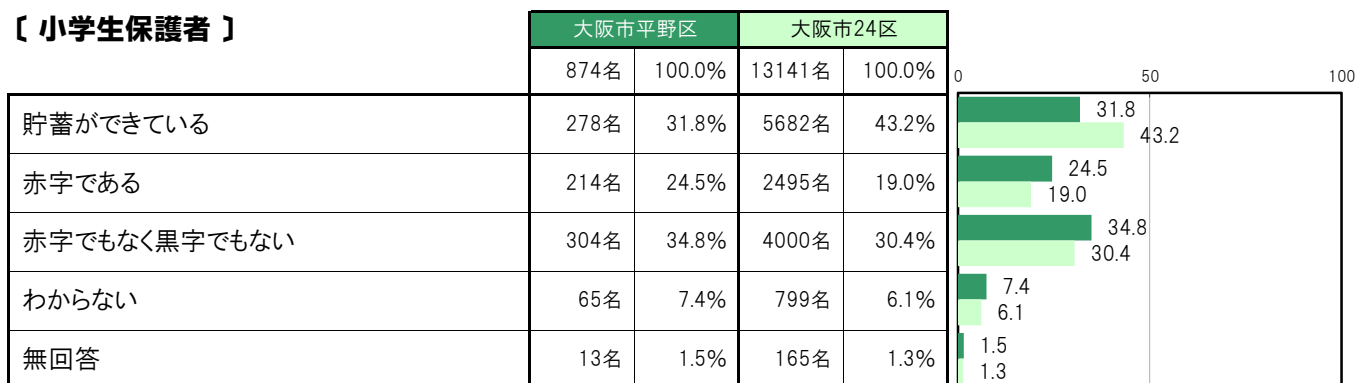 〔 小学生保護者 〕
大阪市平野区 大阪市24区
874名 100.0% 13141名 100.0%
0 50 100
貯蓄ができている 278名 31.8% 5682名 43.2%
31.8
43.2
赤字である 214名 24.5% 2495名 19.0%
24.5
19.0
赤字でもなく黒字でもない 304名 34.8% 4000名 30.4%
34.8
30.4
わからない 65名 7.4% 799名 6.1%
7.4
6.1
無回答 13名 1.5% 165名 1.3%
1.5
1.3